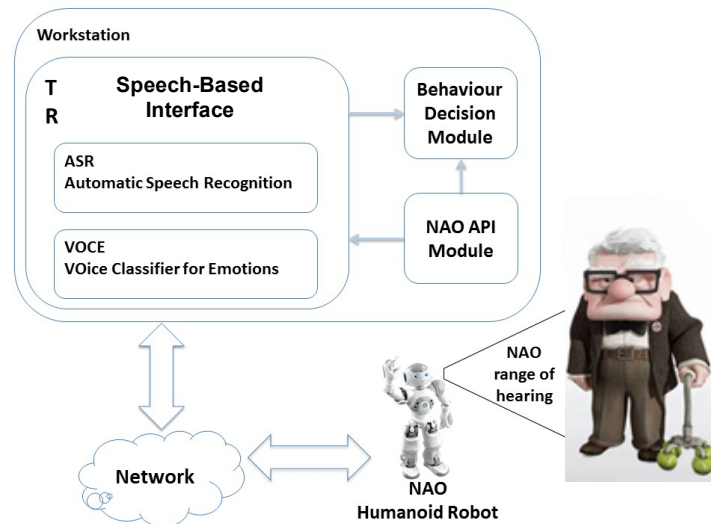 Workstation
T
R
Speech-Based
Interface
ASR
Automatic Speech Recognition
VOCE
VOice Classifier for Emotions
Behaviour
Decision
Module
NAO API
Module
NAO
range of
hearing
Network
NAO
Humanoid Robot